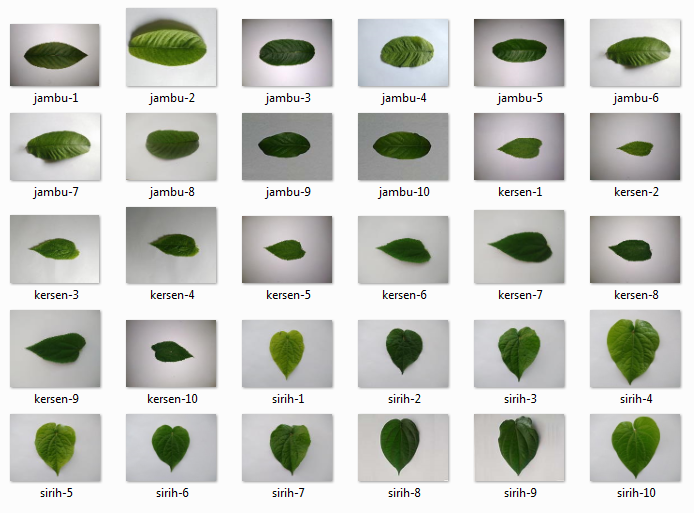 jambu-1 jambu-2 jambu-3 jambu-4 jambu-5 jambu-6
jambu-7 jambu-8 jambu-9 jambu-10 kersen-1 kersen-2
kersen-3 kersen-4 kersen-5 kersen-6 kersen-7 kersen-8
kersen-9 kersen-10 sirih-1 sirih-2 sirih-3 sirih-4
sirih-5 sirih-6 sirih-7 sirih-8 sirih-9 sirih-10